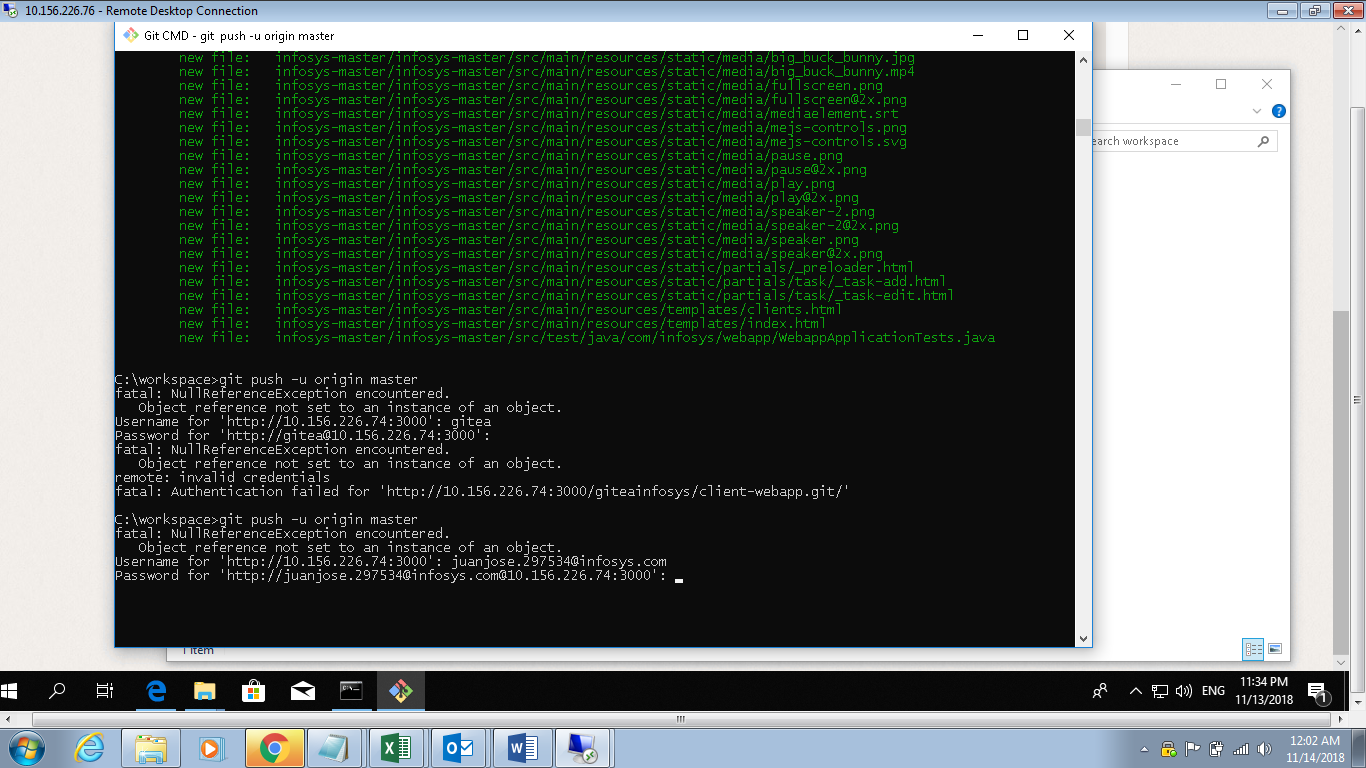 10.156.226.76 - Remote Desktop Connection
Git CMD - git push -u origin master
new file:   infosys-master/infosys-master/src/main/resources/static/media/big_buck_bunny.jpg
new file:   infosys-master/infosys-master/src/main/resources/static/media/big_buck_bunny.mp4
new file:   infosys-master/infosys-master/src/main/resources/static/media/fullscreen.png
new file:   infosys-master/infosys-master/src/main/resources/static/media/fullscreen@2x.png
new file:   infosys-master/infosys-master/src/main/resources/static/media/mediaelement.srt
new file:   infosys-master/infosys-master/src/main/resources/static/media/mejs-controls.png
new file:   infosys-master/infosys-master/src/main/resources/static/media/mejs-controls.svg
new file:   infosys-master/infosys-master/src/main/resources/static/media/pause.png
new file:   infosys-master/infosys-master/src/main/resources/static/media/pause@2x.png
new file:   infosys-master/infosys-master/src/main/resources/static/media/play.png
new file:   infosys-master/infosys-master/src/main/resources/static/media/play@2x.png
new file:   infosys-master/infosys-master/src/main/resources/static/media/speaker-2.png
new file:   infosys-master/infosys-master/src/main/resources/static/media/speaker-2@2x.png
new file:   infosys-master/infosys-master/src/main/resources/static/media/speaker.png
new file:   infosys-master/infosys-master/src/main/resources/static/media/speaker@2x.png
new file:   infosys-master/infosys-master/src/main/resources/static/partials/_preloader.html
new file:   infosys-master/infosys-master/src/main/resources/static/partials/task/_task-add.html
new file:   infosys-master/infosys-master/src/main/resources/static/partials/task/_task-edit.html
new file:   infosys-master/infosys-master/src/main/resources/templates/clients.html
new file:   infosys-master/infosys-master/src/main/resources/templates/index.html
new file:   infosys-master/infosys-master/src/test/java/com/infosys/webapp/WebappApplicationTests.java
C:\workspace>git push -u origin master
fatal: NullReferenceException encountered.
Object reference not set to an instance of an object.
Username for 'http://10.156.226.74:3000': gitea
Password for 'http://gitea@10.156.226.74:3000':
fatal: NullReferenceException encountered.
Object reference not set to an instance of an object.
remote: invalid credentials
fatal: Authentication failed for 'http://10.156.226.74:3000/giteainfosys/client-webapp.git/'
C:\workspace>git push -u origin master
fatal: NullReferenceException encountered.
Object reference not set to an instance of an object.
Username for 'http://10.156.226.74:3000': juanjose.297534@infosys.com
Password for 'http://juanjose.297534@infosys.com@10.156.226.74:3000':
earch workspace
1 item
ENG
11:34 PM
11/13/2018
1
12:02 AM
11/14/2018